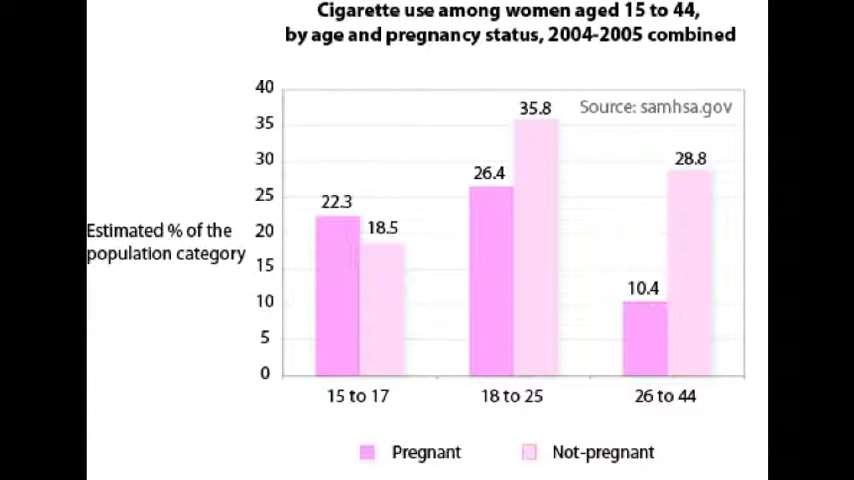 Cigarette use among women aged 15 to 44,
by age and pregnancy status, 2004-2005 combined
Source: samhsa.gov
Estimated % of the
population category
40
35
30
25
20
15
10
5
0
22.3
18.5
26.4
35.8
10.4
28.8
15 to 17
18 to 25
26 to 44
Pregnant
Not-pregnant